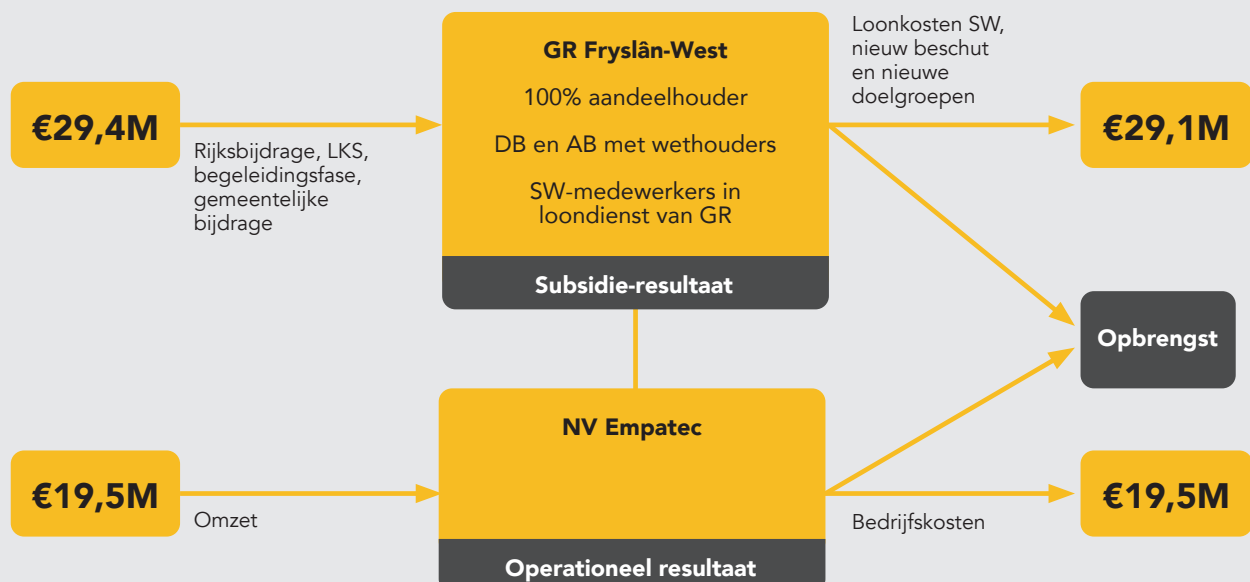 €29,4M
Rijksbijdrage, LKS,
begeleidingsfase,
gemeentelijke
bijdrage
GR Fryslân-West
100% aandeelhouder
DB en AB met wethouders
SW-medewerkers in
loondienst van GR
Subsidie-resultaat
Loonkosten SW,
nieuw beschut
en nieuwe
doelgroepen
€29,1M
Opbrengst
€19,5M
Omzet
NV Empatec
Operationeel resultaat
Bedrijfskosten
€19,5M